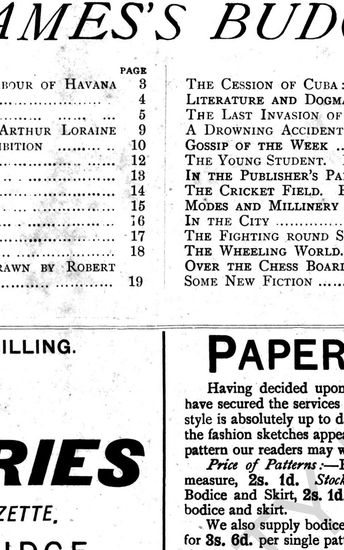 AMES'S BUDG
PAGE
BOUR OF HAVANA 3
4
5
ARTHUR LORAINE 9
IBITION 10
12
13
14
15
16
17
18
RAWN BY ROBERT
19
THE CESSION OF CUBA:
LITERATURE AND DOGMA
THE LAST INVASION OF
A DROWNING ACCIDENT
GOSSIP OF THE WEEK ..
THE YOUNG STUDENT.
IN THE PUBLISHER'S PA
THE CRICKET FIELD.
MODES AND MILLINERY
IN THE CITY ......
THE FIGHTING ROUND S
THE WHEELING WORLD.
OVER THE CHESS BOAR
SOME NEW FICTION ......
ILLING.
RIES
ZETTE,
PAPER
Having decided upon
have secured the services
style is absolutely up to d
the fashion sketches appea
pattern our readers may w
Price of Patterns:—
measure, 2s. 1d. Stock
Bodice and Skirt, 2s. 1d
bodice and skirt.
We also supply bodice
for 3s. 6d. per single patt